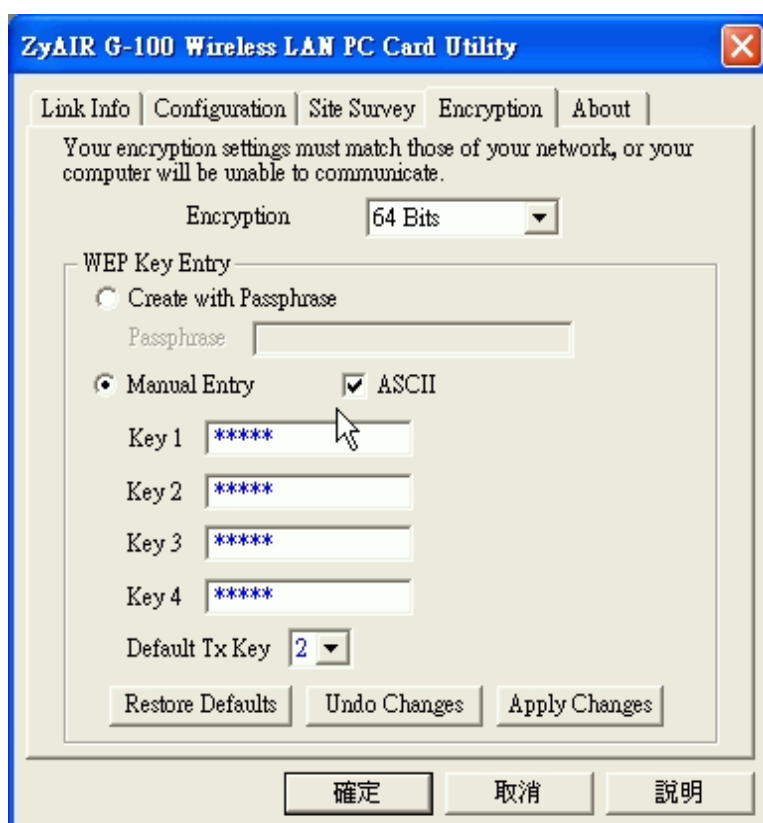 ZyAIR G-100 Wireless LAN PC Card Utility
Link Info Configuration Site Survey Encryption About
Your encryption settings must match those of your network, or your
computer will be unable to communicate.
Encryption 64 Bits
WEP Key Entry
Create with Passphrase
Passphrase
Manual Entry ASCII
Key 1 *****
Key 2 *****
Key 3 *****
Key 4 *****
Default Tx Key 2
Restore Defaults Undo Changes Apply Changes
確定 取消 説明